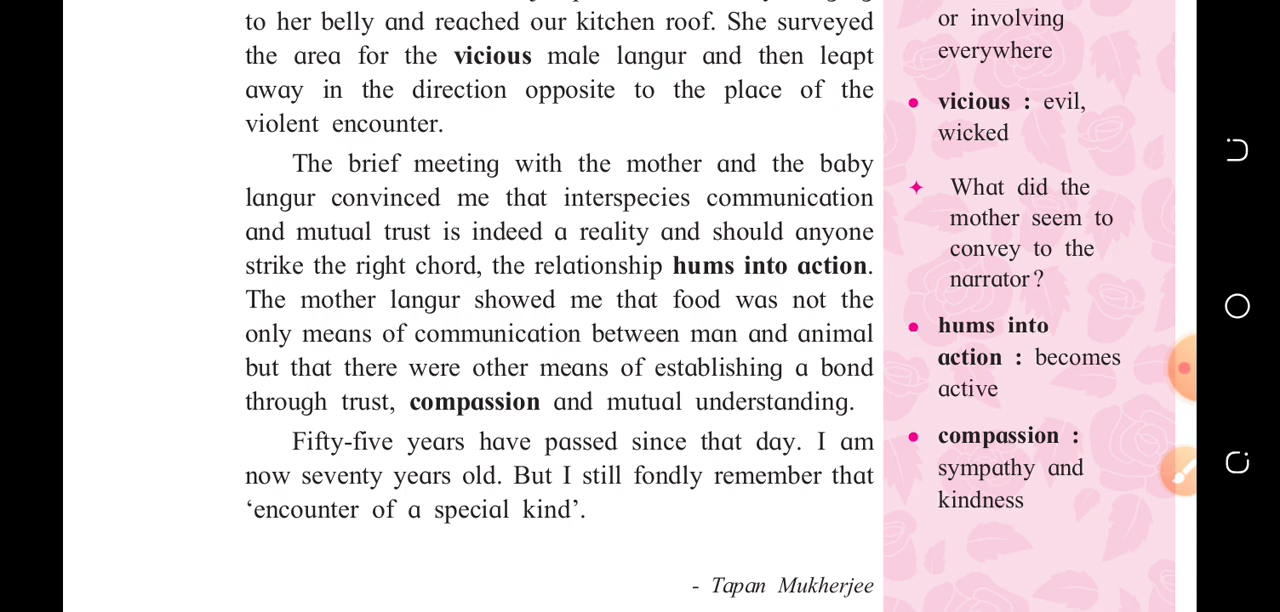 to her belly and reached our kitchen roof. She surveyed
the area for the vicious male langur and then leapt
away in the direction opposite to the place of the
violent encounter.
The brief meeting with the mother and the baby
langur convinced me that interspecies communication
and mutual trust is indeed a reality and should anyone
strike the right chord, the relationship hums into action.
The mother langur showed me that food was not the
only means of communication between man and animal
but that there were other means of establishing a bond
through trust, compassion and mutual understanding.
Fifty-five years have passed since that day. I am
now seventy years old. But I still fondly remember that
‘encounter of a special kind’.
- Tapan Mukherjee
or involving
everywhere
• vicious : evil,
wicked
✦ What did the
mother seem to
convey to the
narrator?
• hums into
action : becomes
active
• compassion :
sympathy and
kindness